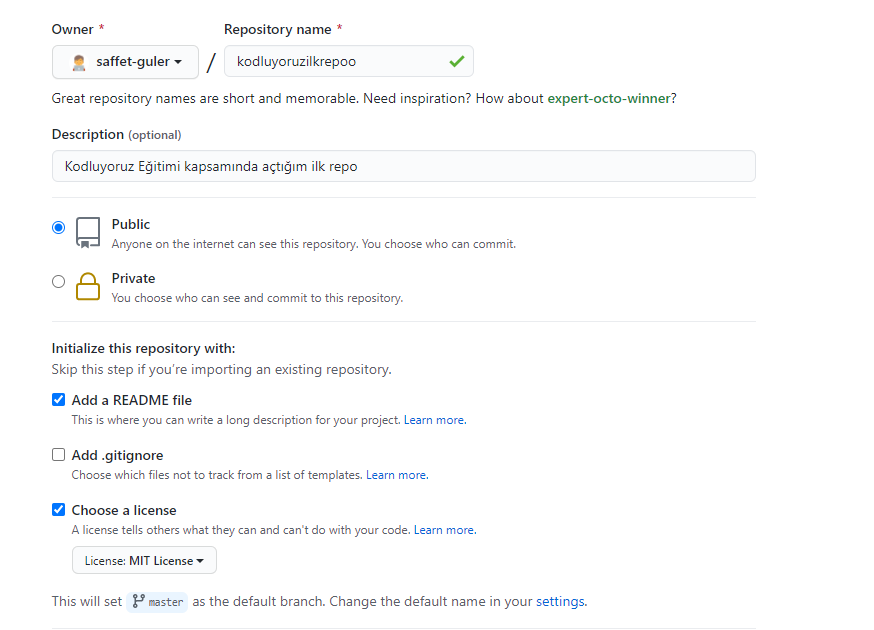 Owner *
Repository name *
saffet-guler
/
kodluyoruzilkrepoo
Great repository names are short and memorable. Need inspiration? How about expert-octo-winner?
Description (optional)
Kodluyoruz Eğitimi kapsamında açtığım ilk repo
Public
Anyone on the internet can see this repository. You choose who can commit.
Private
You choose who can see and commit to this repository.
Initialize this repository with:
Skip this step if you're importing an existing repository.
Add a README file
This is where you can write a long description for your project. Learn more.
Add .gitignore
Choose which files not to track from a list of templates. Learn more.
Choose a license
A license tells others what they can and can't do with your code. Learn more.
License: MIT License
This will set master as the default branch. Change the default name in your settings.